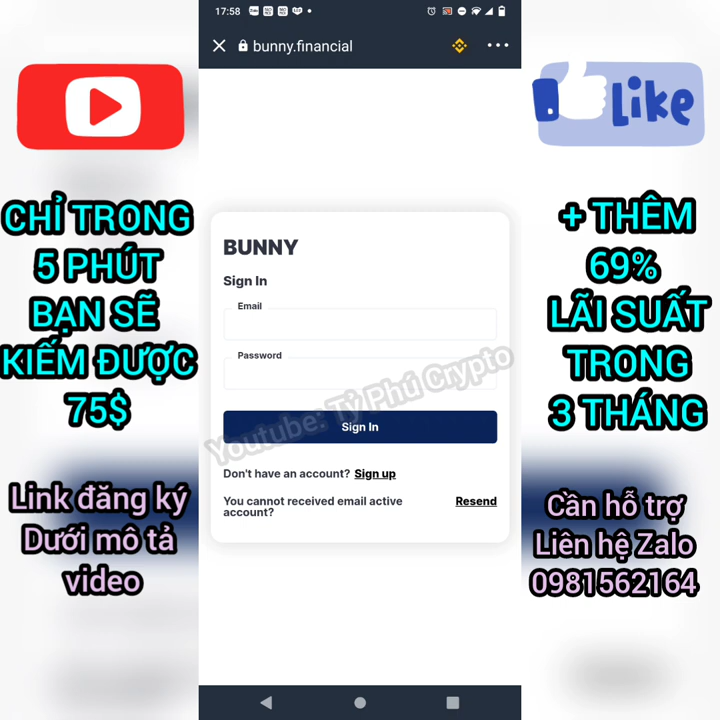 17:58
bunny.financial
Like
CHỈ TRONG
5 PHÚT
BẠN SẼ
KIẾM ĐƯỢC
75$
+ THÊM
69%
LÃI SUẤT
TRONG
3 THÁNG
BUNNY
Sign In
Email
Password
Youtube: Tỷ Phú Crypto
Sign In
Don't have an account? Sign up
You cannot received email active Resend
account?
Link đăng ký
Dưới mô tả
video
Cần hỗ trợ
Liên hệ Zalo
0981562164